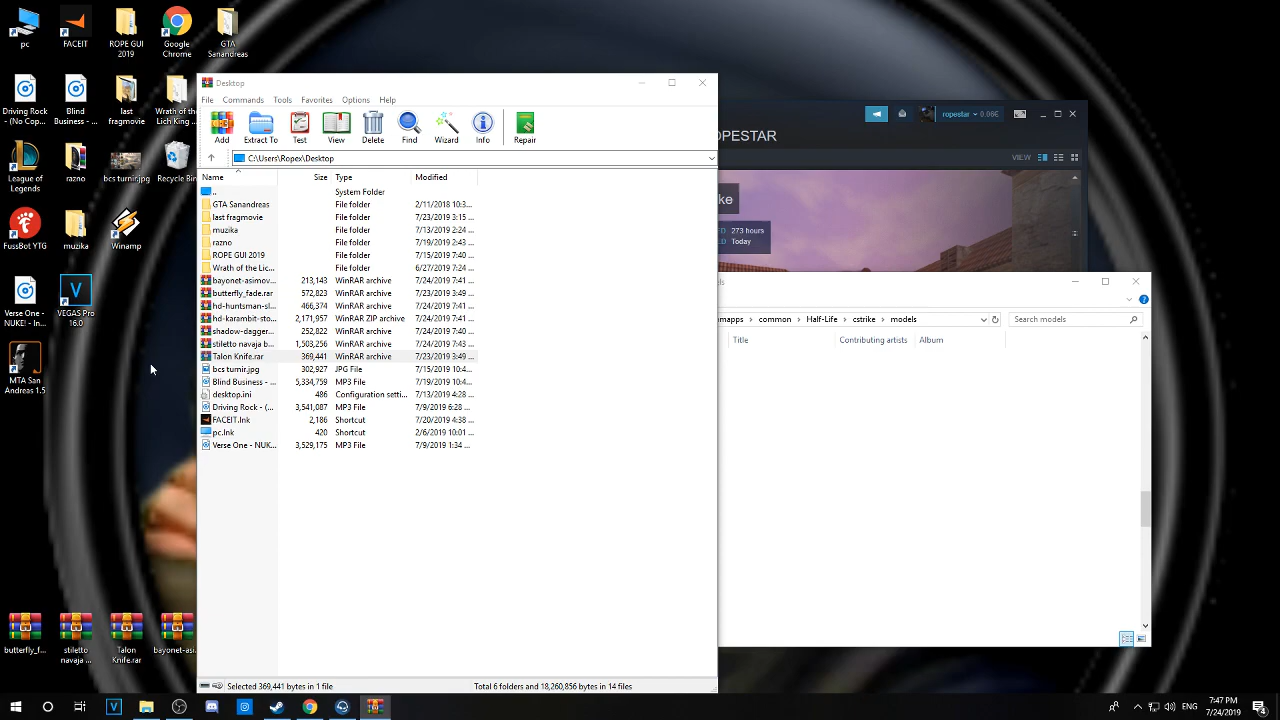 pc
FACEIT
ROPE GUI
2019
Google
Chrome
GTA
Sanandreas
Driving Rock
- (No Cop...
Blind
Business - ...
last
fragmovie
Wrath of the
Lich King ...
League of
Legends
razno
bcs turnir.jpg
Recycle Bin
FussBot YTG
muzika
Winamp
Verse One -
NUKE! - In...
VEGAS Pro
16.0
MTA San
Andreas 1.5
butterfly_f...
stiletto
navaja ...
Talon
Knife.rar
bayonet-asi...
Desktop
File Commands Tools Favorites Options Help
Add Extract To Test View Delete Find Wizard Info Repair
C:\Users\Ropex\Desktop
Name Size Type Modified
.. System Folder
GTA Sanandreas File folder 2/11/2018 10:3...
last fragmovie File folder 7/23/2019 3:15 ...
muzika File folder 7/13/2019 2:24 ...
razno File folder 7/19/2019 2:43 ...
ROPE GUI 2019 File folder 7/15/2019 7:40 ...
Wrath of the Lic... File folder 6/27/2019 7:24 ...
bayonet-asimov... 213,143 WinRAR archive 7/24/2019 7:41 ...
butterfly_fade.rar 572,823 WinRAR archive 7/23/2019 3:49 ...
hd-huntsman-sl... 466,374 WinRAR archive 7/24/2019 7:41 ...
hd-karambit-sto... 2,171,957 WinRAR ZIP archive 7/24/2019 7:41 ...
shadow-dagger... 252,822 WinRAR archive 7/24/2019 7:40 ...
stiletto navaja b... 1,503,256 WinRAR archive 7/24/2019 7:43 ...
Talon Knife.rar 369,441 WinRAR archive 7/23/2019 3:49 ...
bcs turnir.jpg 302,927 JPG File 7/15/2019 10:4...
Blind Business - ... 5,334,759 MP3 File 7/19/2019 10:4...
desktop.ini 486 Configuration setti... 7/13/2019 4:28 ...
Driving Rock - (... 3,541,087 MP3 File 7/9/2019 6:28 ...
FACEIT.lnk 2,186 Shortcut 7/20/2019 4:38 ...
pc.lnk 420 Shortcut 2/6/2019 10:01 ...
Verse One - NUK... 3,529,175 MP3 File 7/9/2019 1:34 ...
Selected 369,441 bytes in 1 file Total 6 folders and 18,260,856 bytes in 14 files
ropestar 0.06€
OPESTAR
VIEW
ke
ED 273 hours
D Today
ls
mapps > common > Half-Life > cstrike > models
Search models
Title Contributing artists Album
7:47 PM
7/24/2019
2